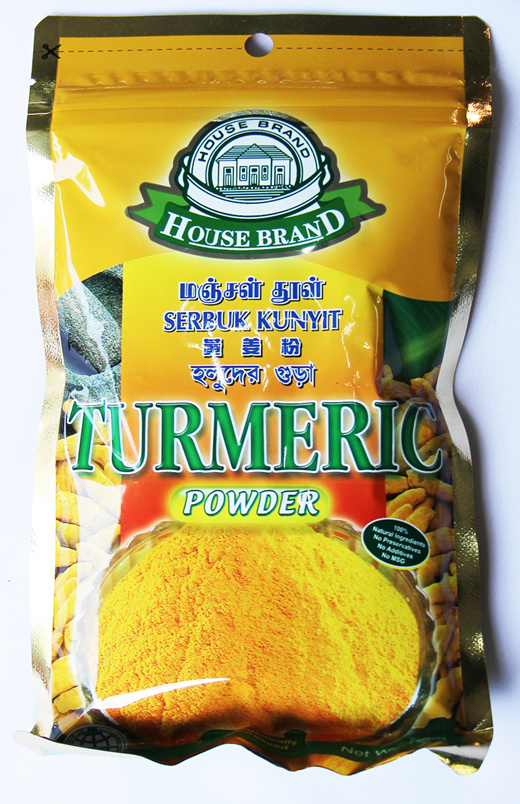 HOUSE BRAND
HOUSE BRAND
மஞ்சள் தூள்
SERBUK KUNYIT
黄姜粉
হলুদের গুড়া
TURMERIC
POWDER
100%
Natural Ingredients
No Preservatives
No Additives
No MSG
Net